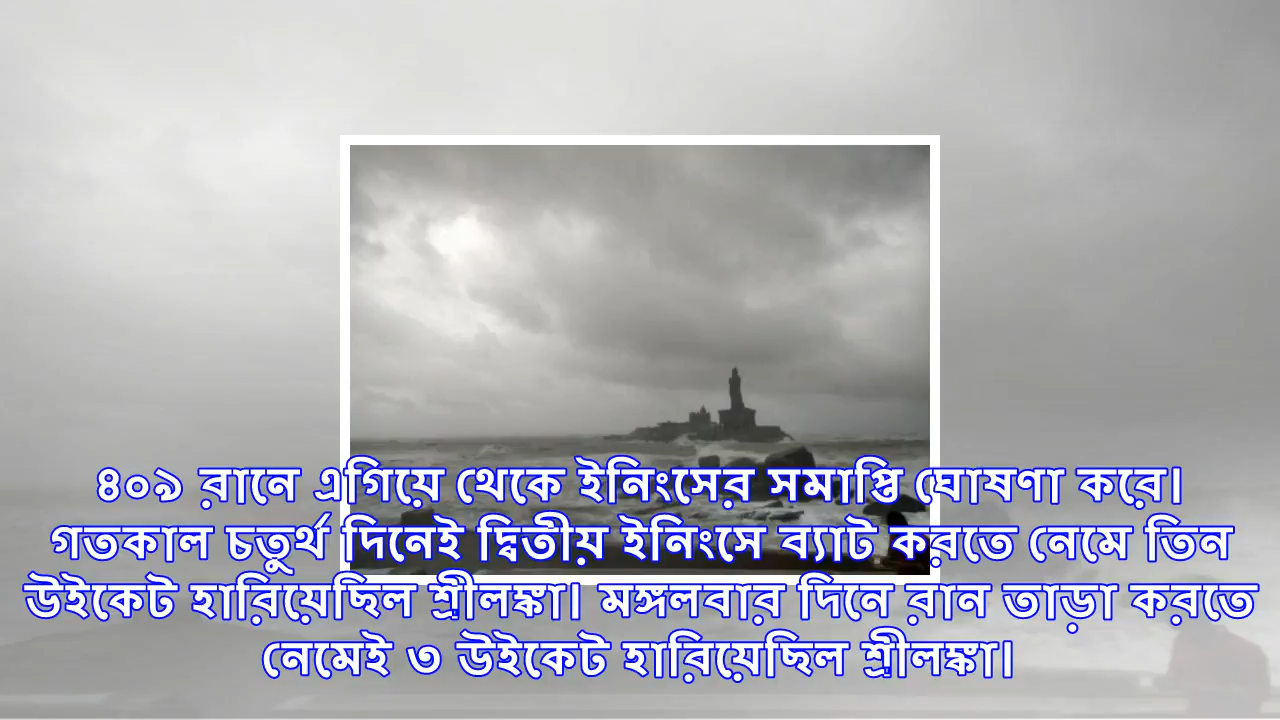 ৪০৯ রানে এগিয়ে থেকে ইনিংসের সমাপ্তি ঘোষণা করে।
গতকাল চতুর্থ দিনেই দ্বিতীয় ইনিংসে ব্যাট করতে নেমে তিন
উইকেট হারিয়েছিল শ্রীলঙ্কা। মঙ্গলবার দিনে রান তাড়া করতে
নেমেই ৩ উইকেট হারিয়েছিল শ্রীলঙ্কা।